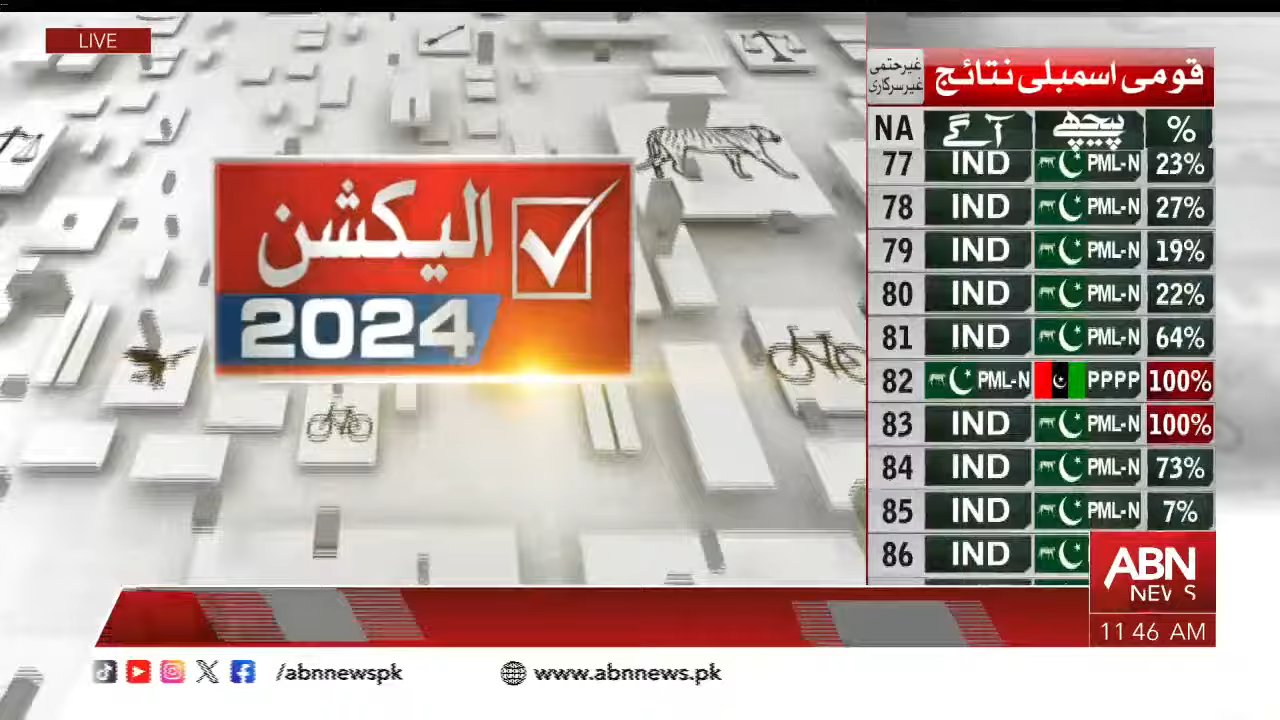 LIVE
الیکشن
2024
غیرحتمی
غیرسرکاری
قومی اسمبلی نتائج
NA آگے پیچھے %
77 IND PML-N 23%
78 IND PML-N 27%
79 IND PML-N 19%
80 IND PML-N 22%
81 IND PML-N 64%
82 PML-N PPPP 100%
83 IND PML-N 100%
84 IND PML-N 73%
85 IND PML-N 7%
86 IND
ABN
NEWS
11 46 AM
/abnnewspk
www.abnnews.pk